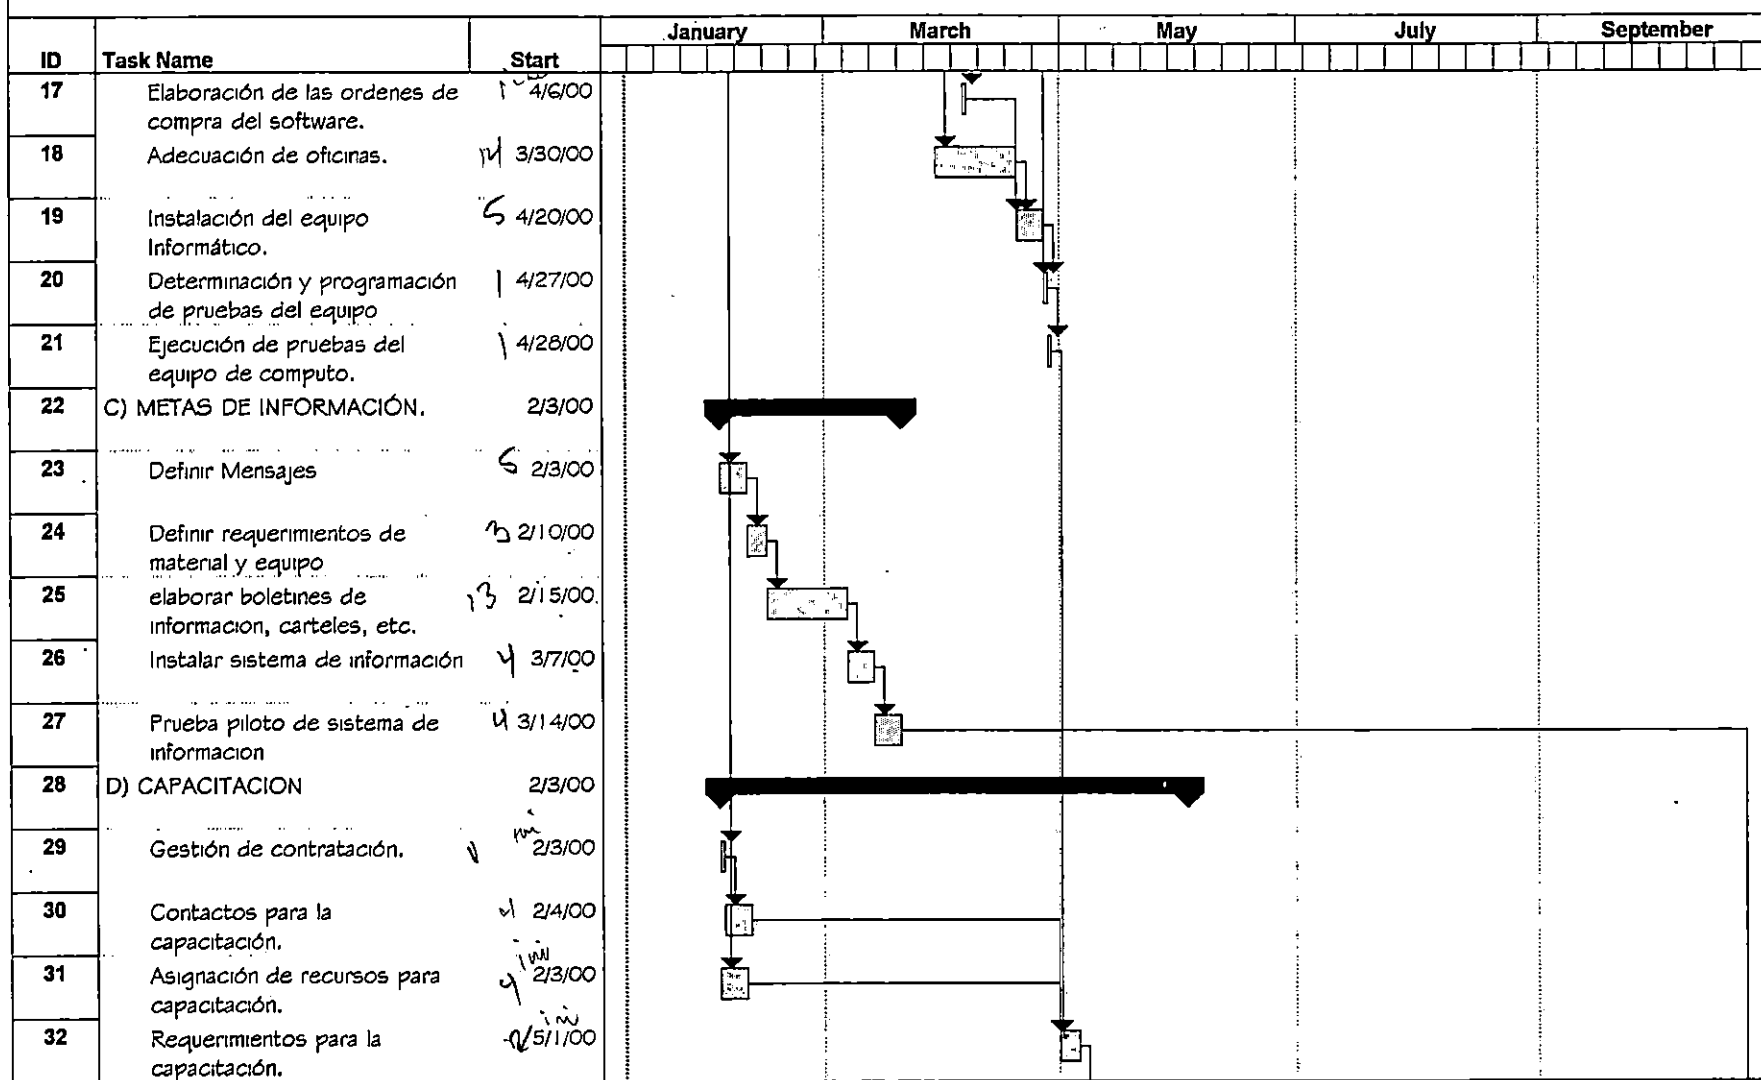 January March May July September
ID Task Name Start
17 Elaboración de las ordenes de 4/6/00
compra del software.
18 Adecuación de oficinas. 14 3/30/00
19 Instalación del equipo 5 4/20/00
Informático.
20 Determinación y programación 1 4/27/00
de pruebas del equipo
21 Ejecución de pruebas del 1 4/28/00
equipo de computo.
22 C) METAS DE INFORMACIÓN. 2/3/00
23 Definir Mensajes 5 2/3/00
24 Definir requerimientos de 3 2/10/00
material y equipo
25 elaborar boletines de 13 2/15/00
informacion, carteles, etc.
26 Instalar sistema de información 4 3/7/00
27 Prueba piloto de sistema de 4 3/14/00
informacion
28 D) CAPACITACION 2/3/00
29 Gestión de contratación. 2/3/00
30 Contactos para la 4 2/4/00
capacitación.
31 Asignación de recursos para 4 2/3/00
capacitación.
32 Requerimientos para la 5/1/00
capacitación.